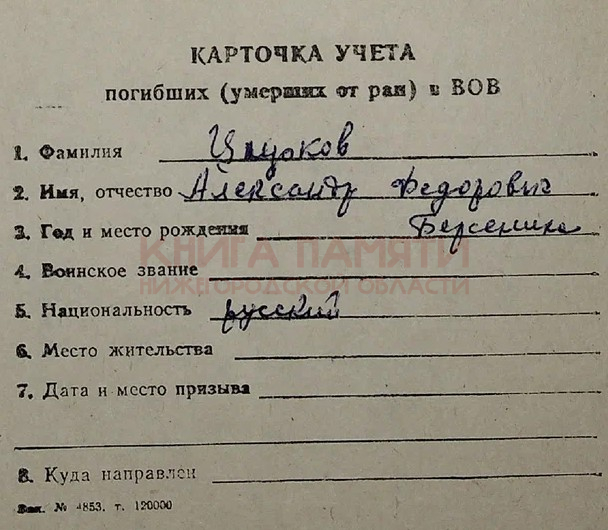 КАРТОЧКА УЧЕТА
погибших (умерших от ран) в ВОВ
1. Фамилия
2. Имя, отчество Александр Федорович
3. Год и место рождения
КНИГА ПАМЯТИ
4. Воинское звание
НИЖЕГОРОДСКОЙ ОБЛАСТИ
5. Национальность русский
6. Место жительства
7. Дата и место призыва
8. Куда направлен
Зак. № 4853. т. 120000